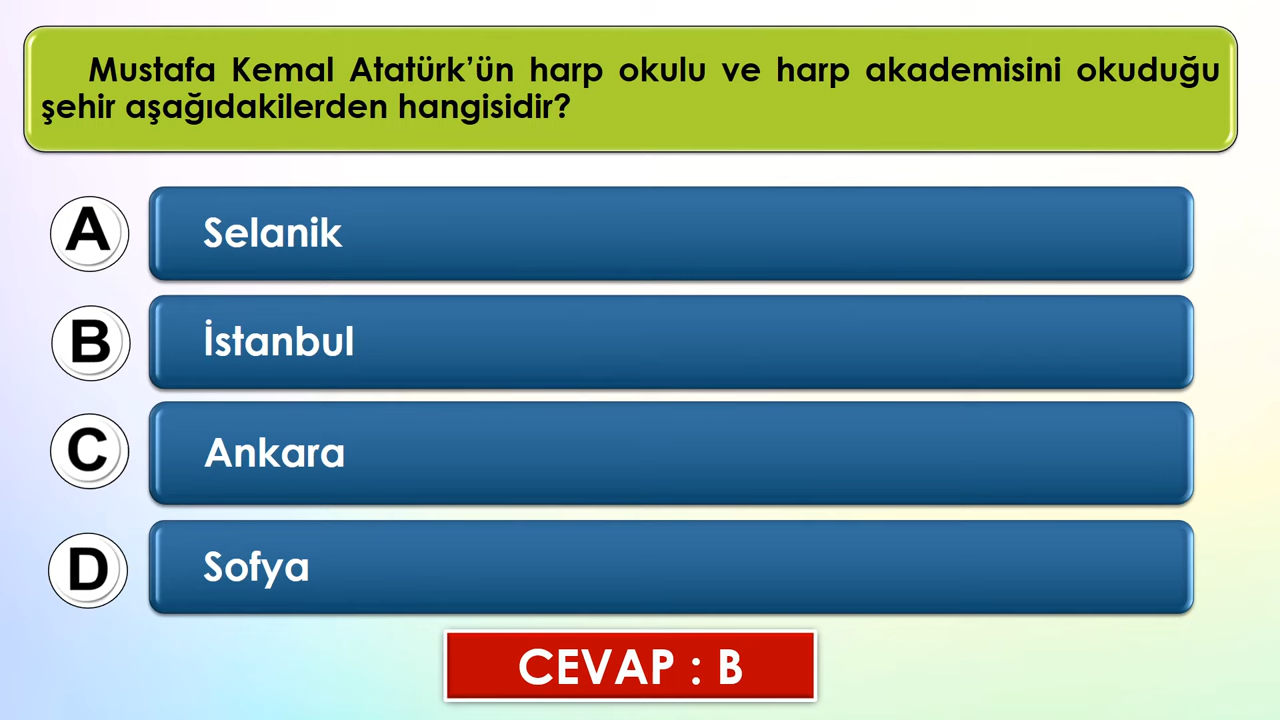 Mustafa Kemal Atatürk’ün harp okulu ve harp akademisini okuduğu
şehir aşağıdakilerden hangisidir?
A Selanik
B İstanbul
C Ankara
D Sofya
CEVAP : B